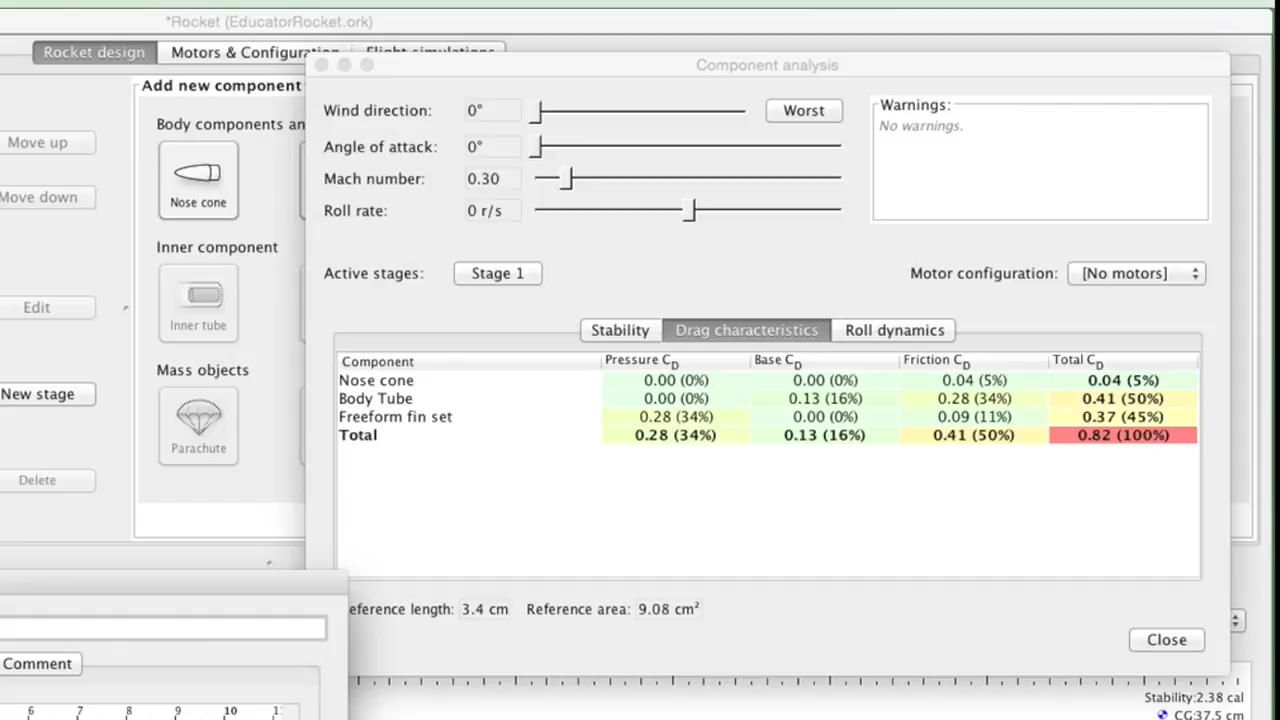 *Rocket (EducatorRocket.ork)
Rocket design Motors & Configuration Flight simulations
Component analysis
Add new component
Body components an
Move up
Move down
Nose cone
Inner component
Edit
Inner tube
Mass objects
New stage
Parachute
Delete
Wind direction: 0° Worst
Angle of attack: 0°
Mach number: 0.30
Roll rate: 0 r/s
Warnings:
No warnings.
Active stages: Stage 1 Motor configuration: [No motors]
Stability Drag characteristics Roll dynamics
Component Pressure CD Base CD Friction CD Total CD
Nose cone 0.00 (0%) 0.00 (0%) 0.04 (5%) 0.04 (5%)
Body Tube 0.00 (0%) 0.13 (16%) 0.28 (34%) 0.41 (50%)
Freeform fin set 0.28 (34%) 0.00 (0%) 0.09 (11%) 0.37 (45%)
Total 0.28 (34%) 0.13 (16%) 0.41 (50%) 0.82 (100%)
eference length: 3.4 cm Reference area: 9.08 cm²
Close
Comment
6 7 8 9 10 1
Stability:2.38 cal
CG:37.5 cm